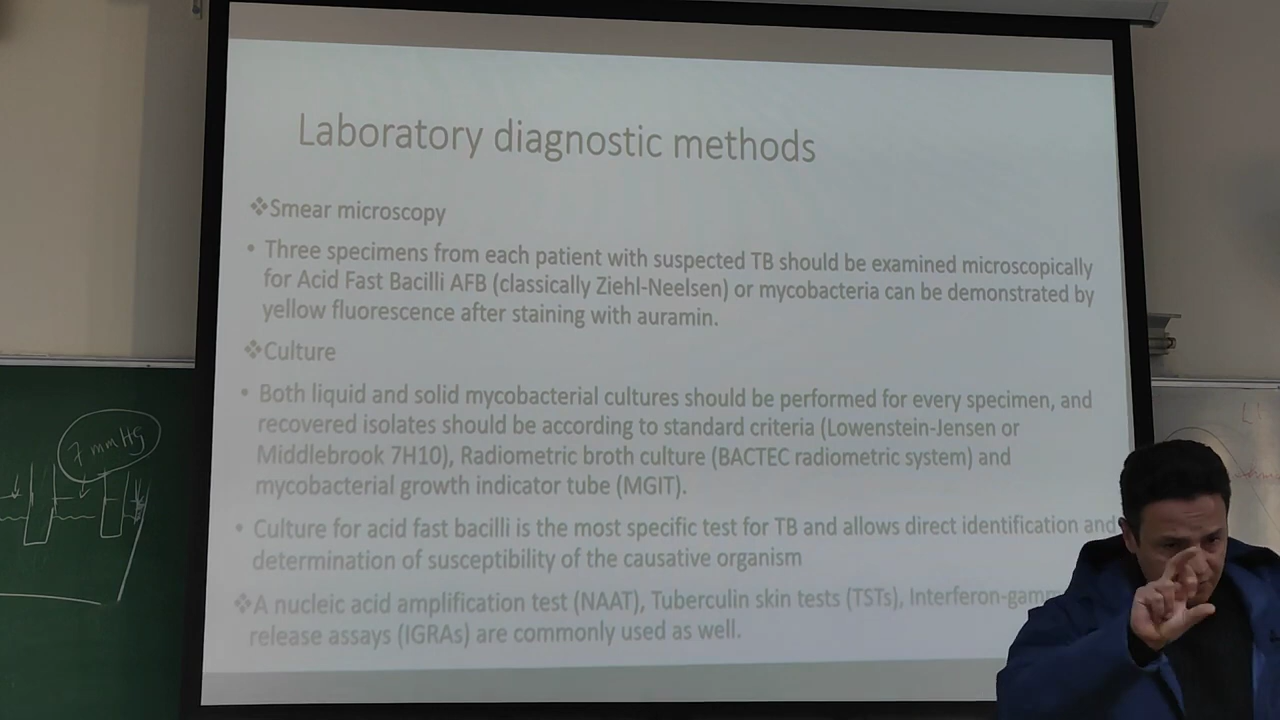 Laboratory diagnostic methods
❖Smear microscopy
• Three specimens from each patient with suspected TB should be examined microscopically
for Acid Fast Bacilli AFB (classically Ziehl-Neelsen) or mycobacteria can be demonstrated by
yellow fluorescence after staining with auramin.
❖Culture
• Both liquid and solid mycobacterial cultures should be performed for every specimen, and
recovered isolates should be according to standard criteria (Lowenstein-Jensen or
Middlebrook 7H10), Radiometric broth culture (BACTEC radiometric system) and
mycobacterial growth indicator tube (MGIT).
• Culture for acid fast bacilli is the most specific test for TB and allows direct identification and
determination of susceptibility of the causative organism
❖A nucleic acid amplification test (NAAT), Tuberculin skin tests (TSTs),
release assays (IGRAs) are commonly used as well.
7 mmHg